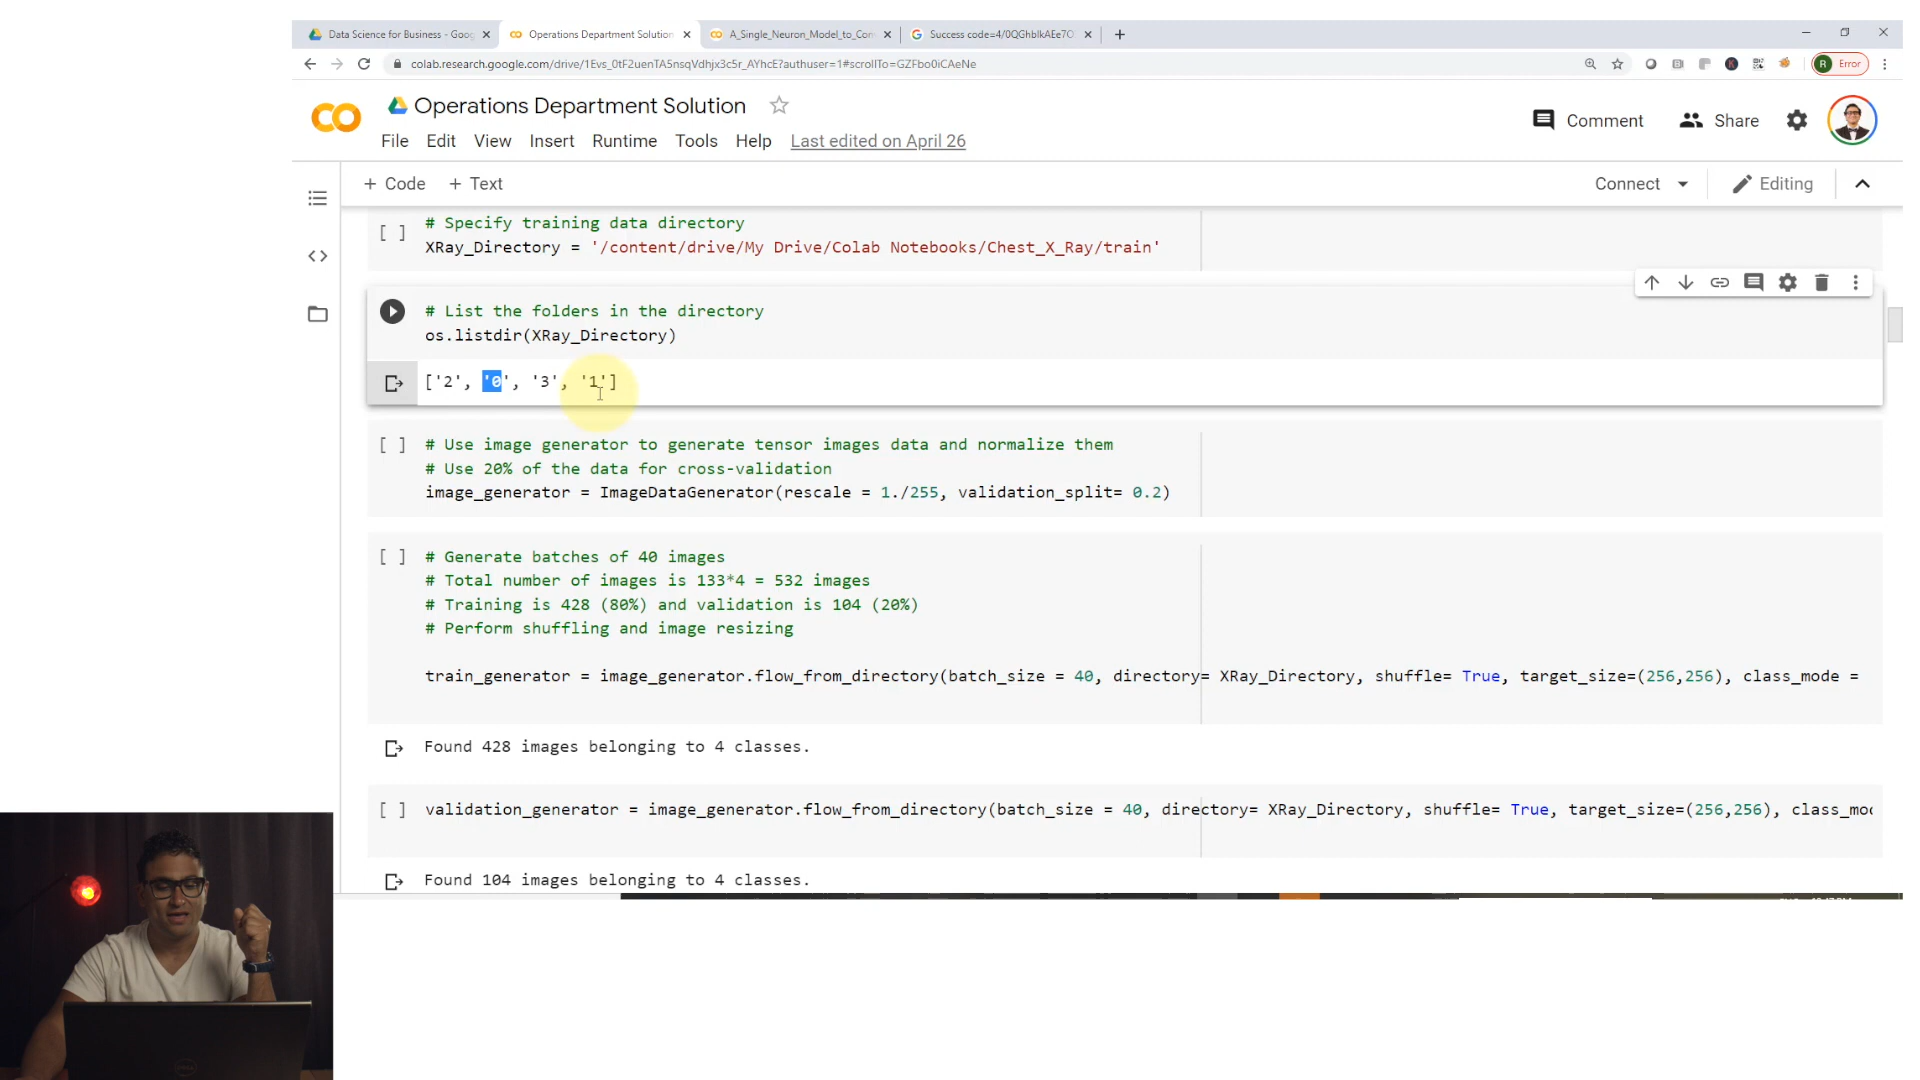 Data Science for Business - Goog
Operations Department Solution
A_Single_Neuron_Model_to_Con
Success code=4/0QGhbIkAEe7O
colab.research.google.com/drive/1Evs_0tF2uenTA5nsqVdhjx3c5r_AYhcE?authuser=1#scrollTo=GZFbo0iCAeNe
R Error
CO
Operations Department Solution
File Edit View Insert Runtime Tools Help Last edited on April 26
Comment Share
+ Code + Text
Connect Editing
[ ] # Specify training data directory
XRay_Directory = '/content/drive/My Drive/Colab Notebooks/Chest_X_Ray/train'
# List the folders in the directory
os.listdir(XRay_Directory)
['2', '0', '3', '1']
[ ] # Use image generator to generate tensor images data and normalize them
# Use 20% of the data for cross-validation
image_generator = ImageDataGenerator(rescale = 1./255, validation_split= 0.2)
[ ] # Generate batches of 40 images
# Total number of images is 133*4 = 532 images
# Training is 428 (80%) and validation is 104 (20%)
# Perform shuffling and image resizing
train_generator = image_generator.flow_from_directory(batch_size = 40, directory= XRay_Directory, shuffle= True, target_size=(256,256), class_mode =
Found 428 images belonging to 4 classes.
[ ] validation_generator = image_generator.flow_from_directory(batch_size = 40, directory= XRay_Directory, shuffle= True, target_size=(256,256), class_mod
Found 104 images belonging to 4 classes.